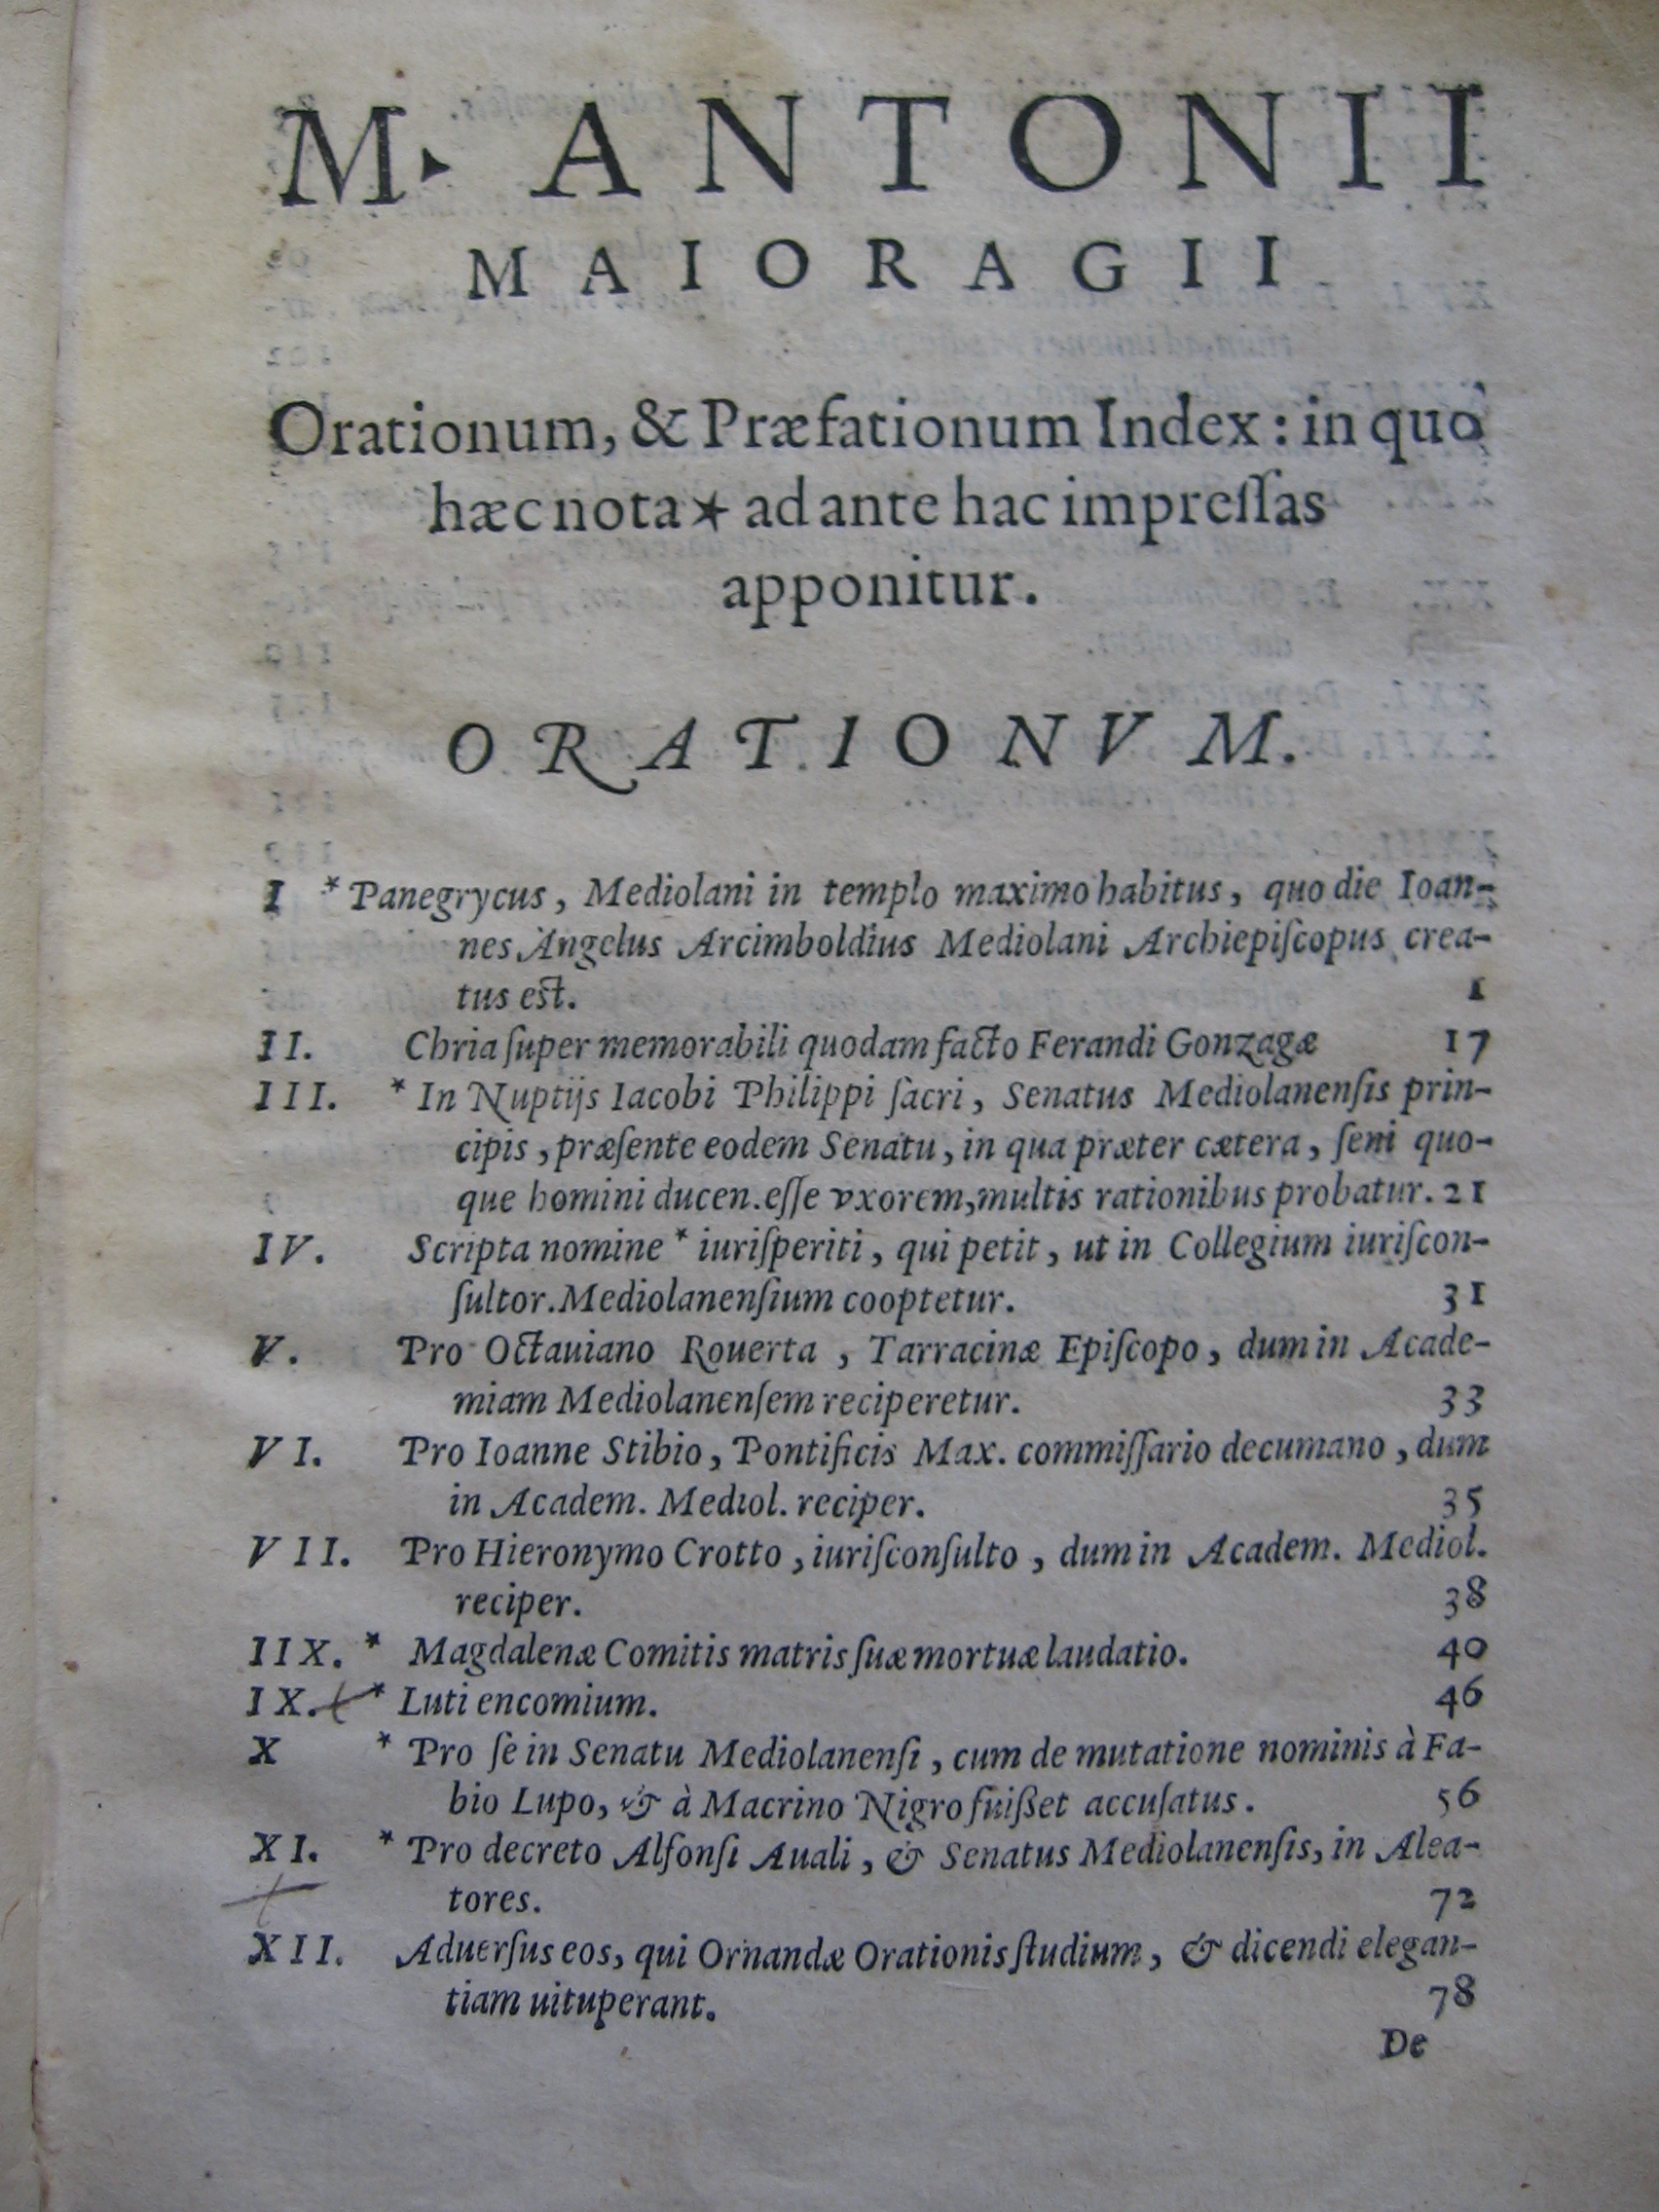 M. ANTONII
MAIORAGII
Orationum, & Præfationum Index: in quo
hæc nota * ad ante hac impreſſas
apponitur.
ORATIONVM.
I * Panegrycus, Mediolani in templo maximo habitus, quo die Ioan-
nes Angelus Arcimboldius Mediolani Archiepiſcopus crea-
tus est. 1
II. Chria ſuper memorabili quodam facto Ferandi Gonzagæ 17
III. * In Nuptijs Iacobi Philippi ſacri, Senatus Mediolanenſis prin-
cipis, præſente eodem Senatu, in qua præter cætera, ſeni quo-
que homini ducen. eſſe vxorem, multis rationibus probatur. 21
IV. Scripta nomine * iuriſperiti, qui petit, ut in Collegium iuriſcon-
ſultor. Mediolanenſium cooptetur. 31
V. Pro Octauiano Rouerta, Tarracinæ Epiſcopo, dum in Acade-
miam Mediolanenſem reciperetur. 33
VI. Pro Ioanne Stibio, Pontificis Max. commiſſario decumano, dum
in Academ. Mediol. reciper. 35
VII. Pro Hieronymo Crotto, iuriſconſulto, dum in Academ. Mediol.
reciper. 38
IIX. * Magdalenæ Comitis matris ſuæ mortuæ laudatio. 40
IX. * Luti encomium. 46
X * Pro ſe in Senatu Mediolanenſi, cum de mutatione nominis à Fa-
bio Lupo, & à Macrino Nigro fuißet accuſatus. 56
XI. * Pro decreto Alfonſi Auali, & Senatus Mediolanenſis, in Alea-
tores. 72
XII. Aduerſus eos, qui Ornandæ Orationis ſtudium, & dicendi elegan-
tiam uituperant. 78
De